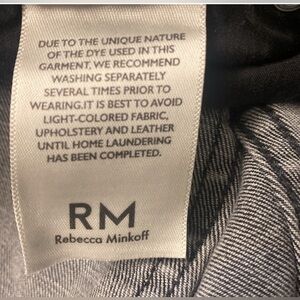 DUE TO THE UNIQUE NATURE
OF THE DYE USED IN THIS
GARMENT, WE RECOMMEND
WASHING SEPARATELY
SEVERAL TIMES PRIOR TO
WEARING.IT IS BEST TO AVOID
LIGHT-COLORED FABRIC,
UPHOLSTERY AND LEATHER
UNTIL HOME LAUNDERING
HAS BEEN COMPLETED.
RM
Rebecca Minkoff